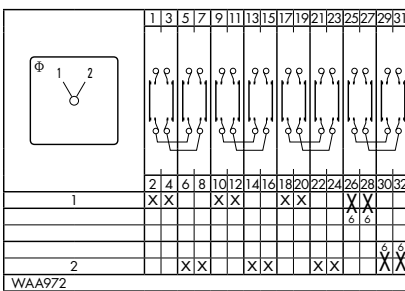 1 3 5 7 9 11 13 15 17 19 21 23 25 27 29 31
Φ 1 2
2 4 6 8 10 12 14 16 18 20 22 24 26 28 30 32
1 X X X X X X X X
6 6
6 6
2 X X X X X X X X
WAA972